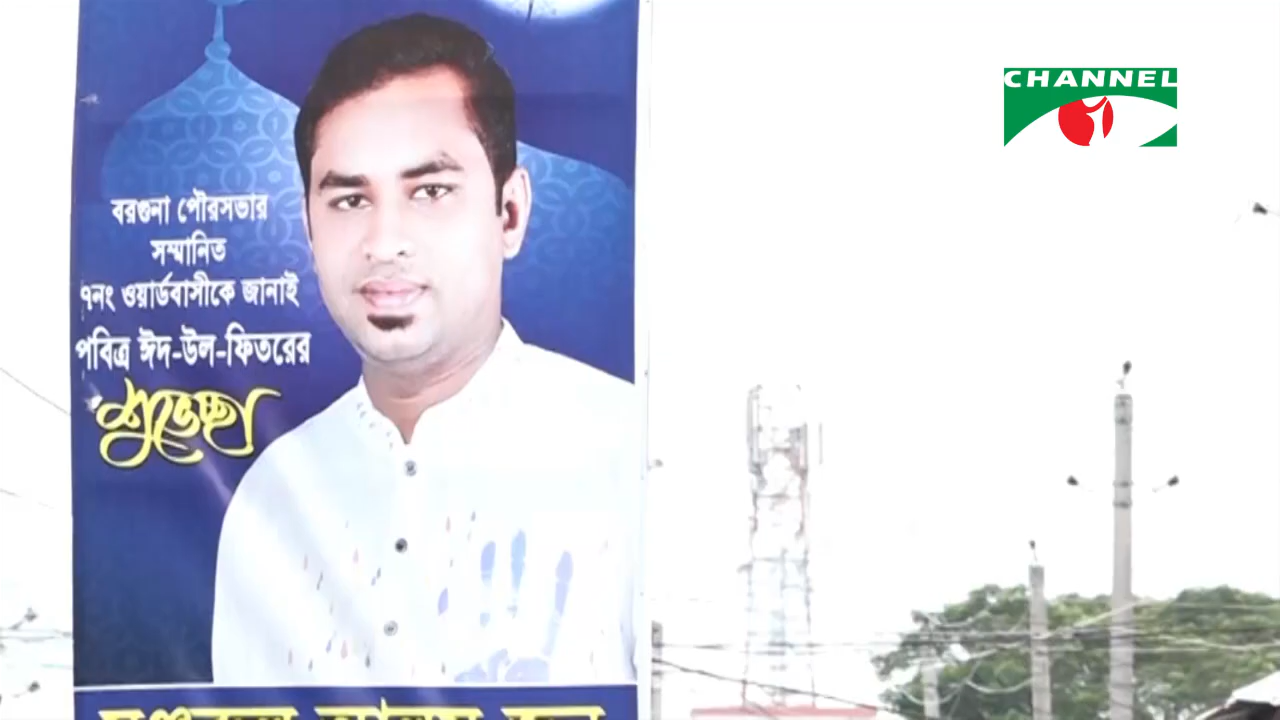 CHANNEL
বরগুনা পৌরসভার
সম্মানিত
৭নং ওয়ার্ডবাসীকে জানাই
পবিত্র ঈদ-উল-ফিতরের
শুভেচ্ছা